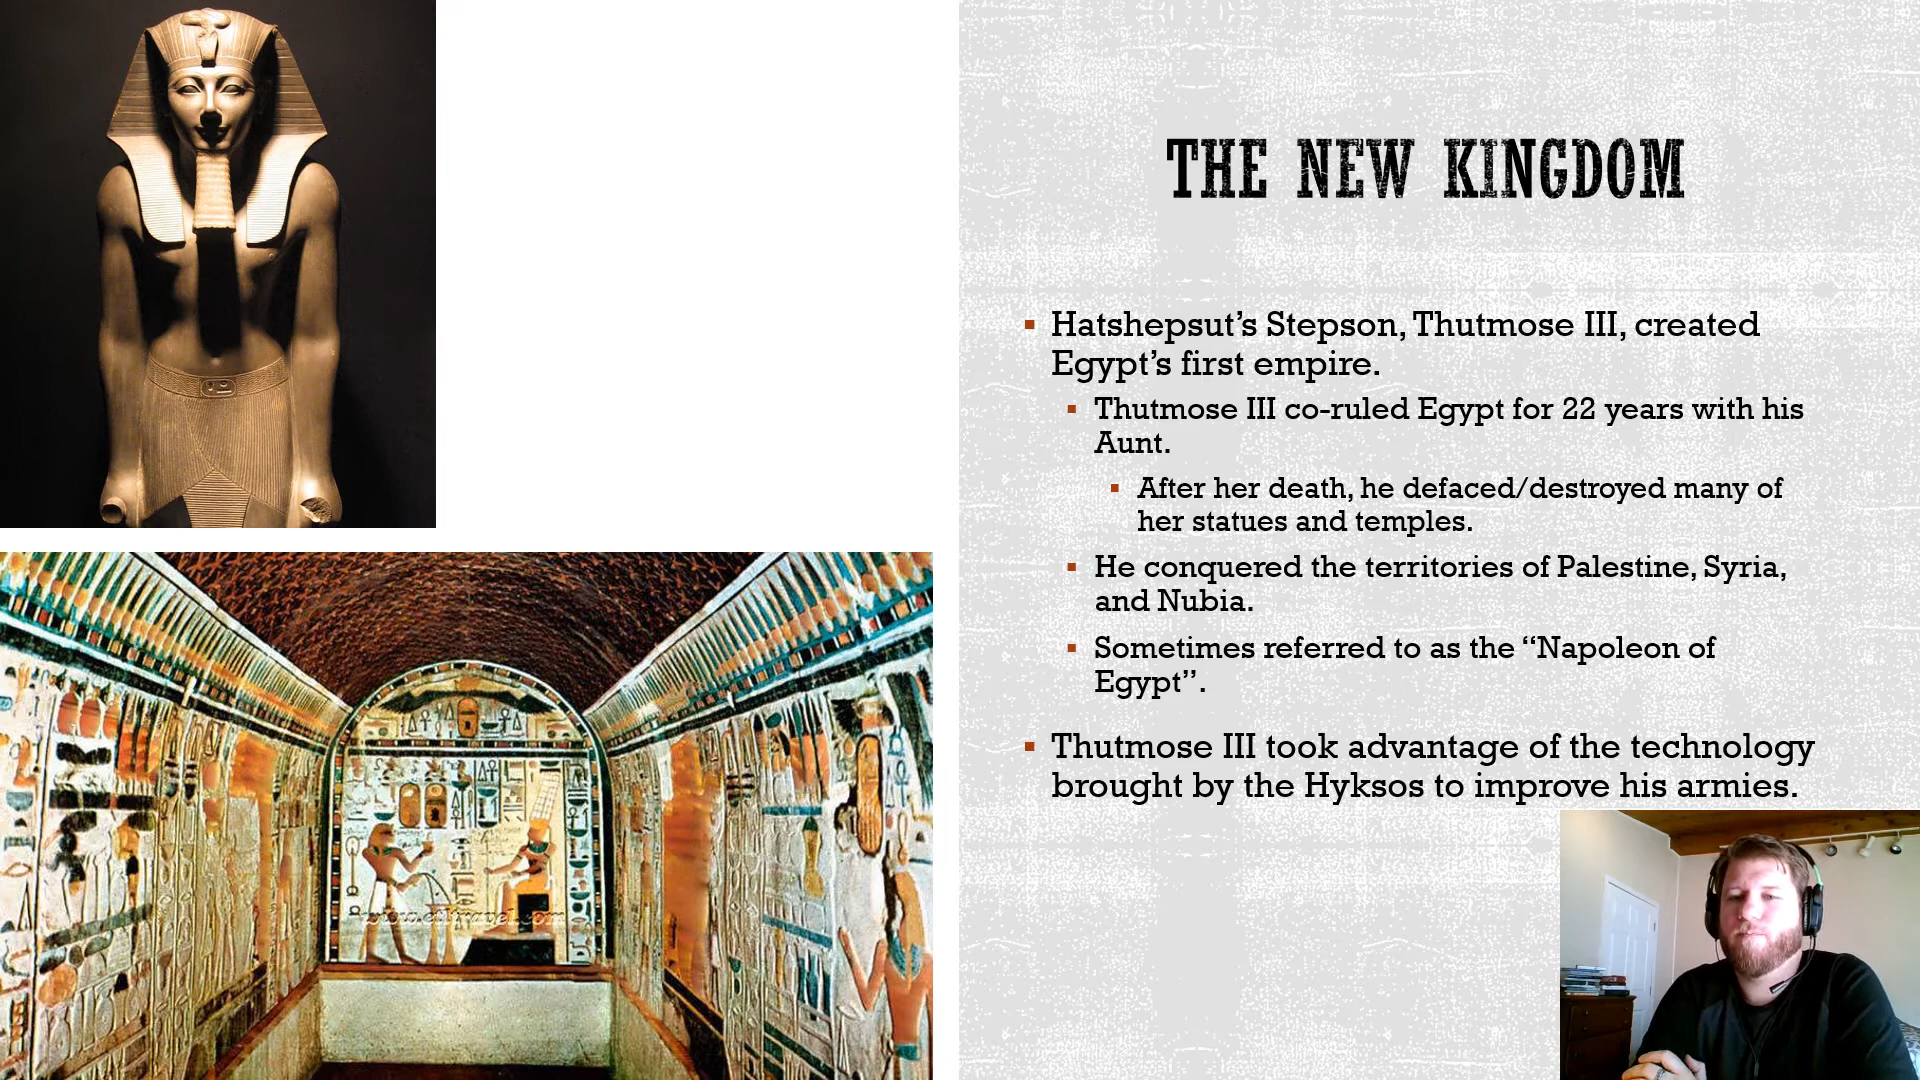 THE NEW KINGDOM
Hatshepsut’s Stepson, Thutmose III, created
Egypt’s first empire.
Thutmose III co-ruled Egypt for 22 years with his
Aunt.
After her death, he defaced/destroyed many of
her statues and temples.
He conquered the territories of Palestine, Syria,
and Nubia.
Sometimes referred to as the “Napoleon of
Egypt”.
Thutmose III took advantage of the technology
brought by the Hyksos to improve his armies.